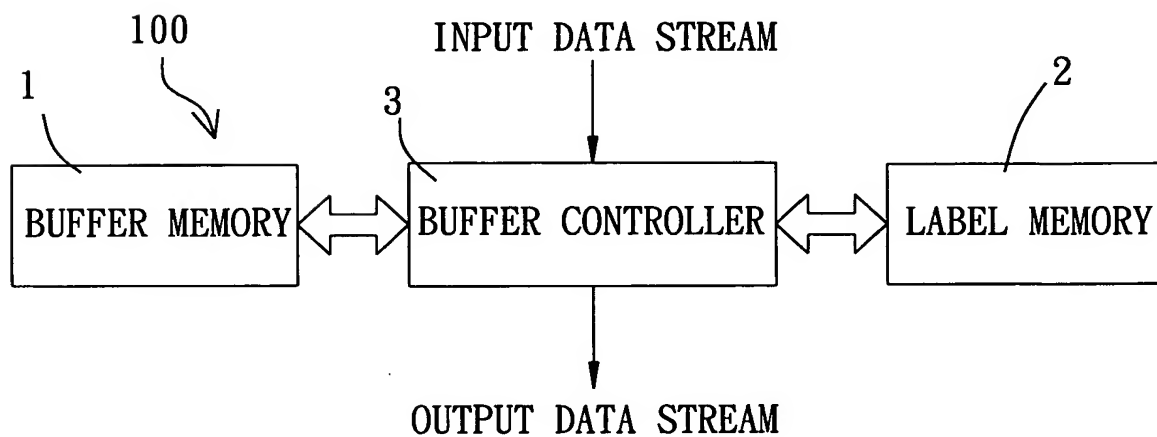 100
INPUT DATA STREAM
1
3
2
BUFFER MEMORY
BUFFER CONTROLLER
LABEL MEMORY
OUTPUT DATA STREAM